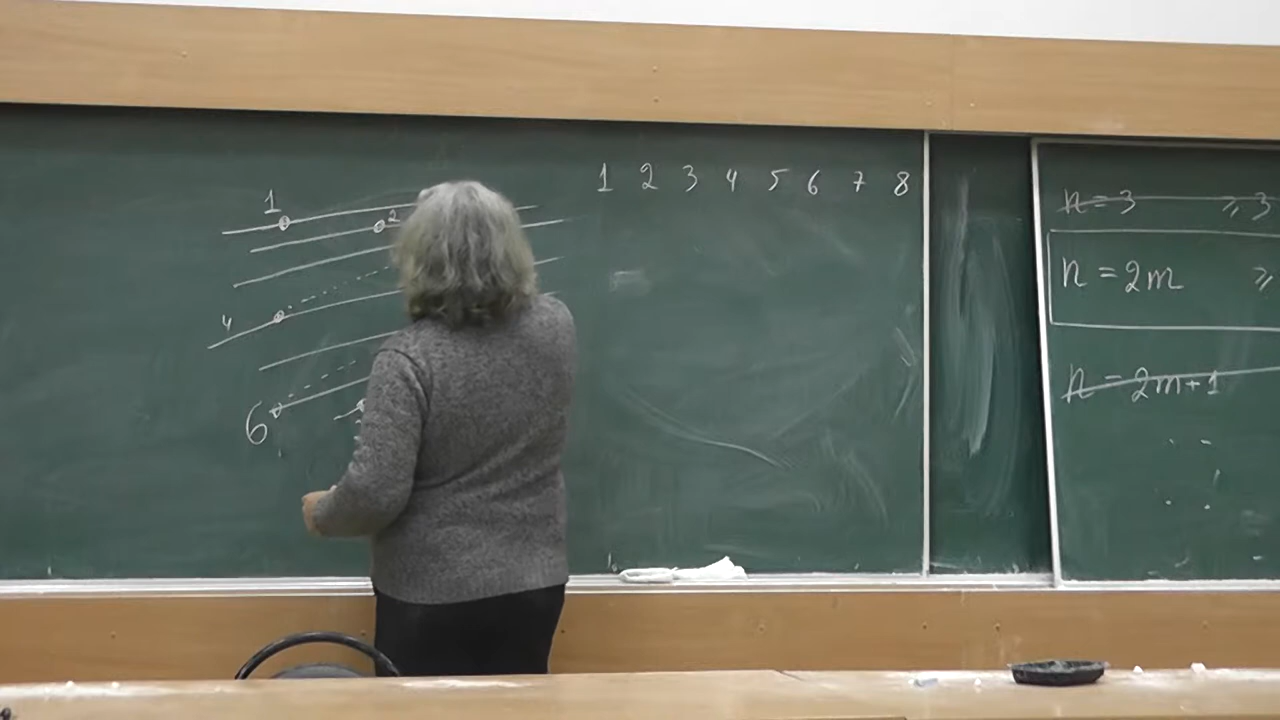 1 2 3 4 5 6 7 8
1
2
4
6
n = 3 ⩾ 3
n = 2m ⩾
n = 2m+1